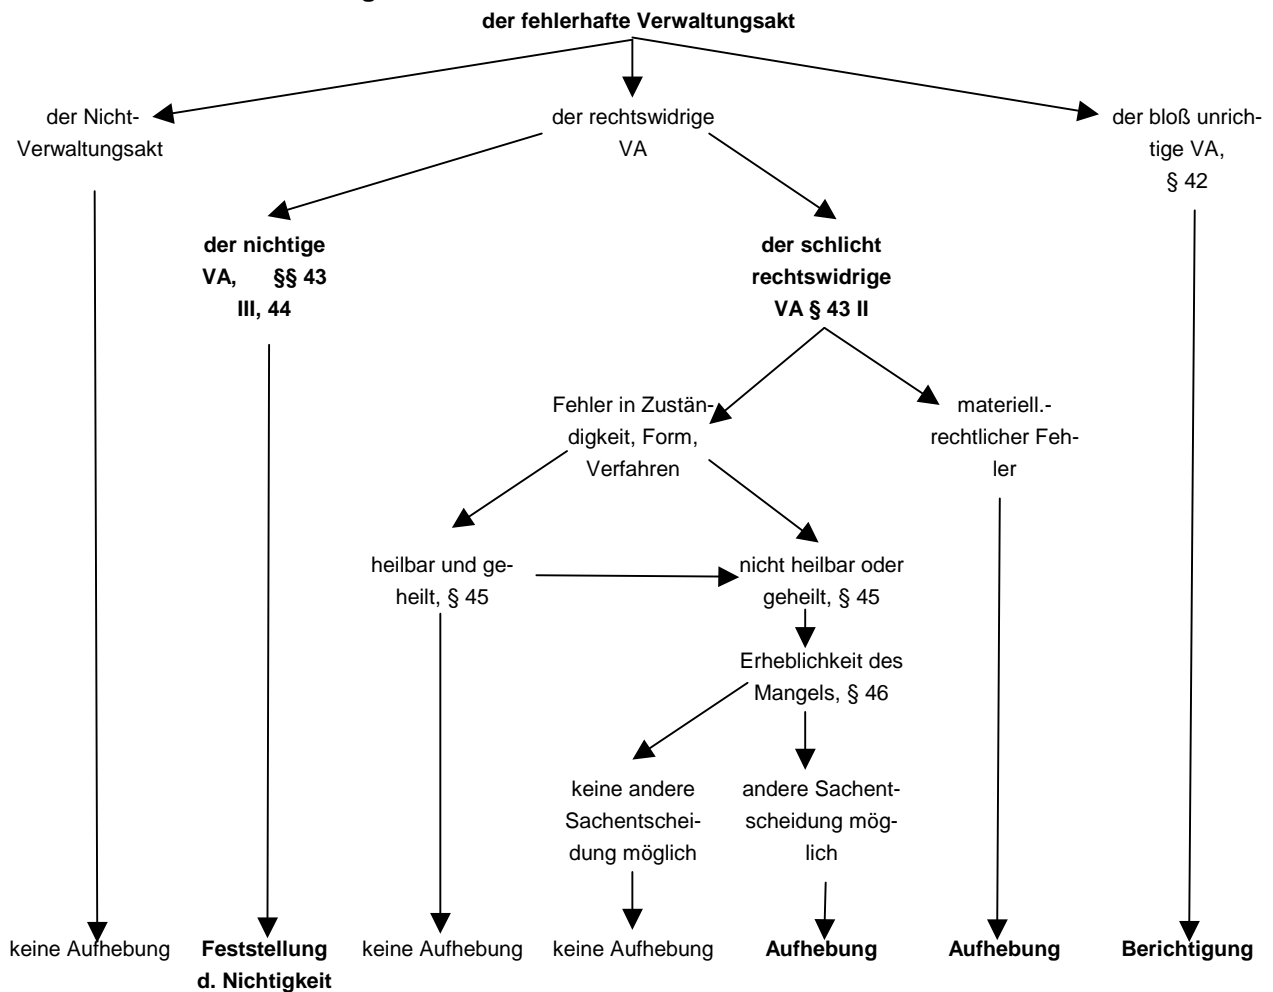 der fehlerhafte Verwaltungsakt
der Nicht-
Verwaltungsakt
der rechtswidrige
VA
der bloß unrich-
tige VA,
§ 42
der nichtige
VA, §§ 43
III, 44
der schlicht
rechtswidrige
VA § 43 II
Fehler in Zustän-
digkeit, Form,
Verfahren
materiell.-
rechtlicher Feh-
ler
heilbar und ge-
heilt, § 45
nicht heilbar oder
geheilt, § 45
Erheblichkeit des
Mangels, § 46
keine andere
Sachentschei-
dung möglich
andere Sachent-
scheidung mög-
lich
keine Aufhebung
Feststellung
d. Nichtigkeit
keine Aufhebung
keine Aufhebung
Aufhebung
Aufhebung
Berichtigung